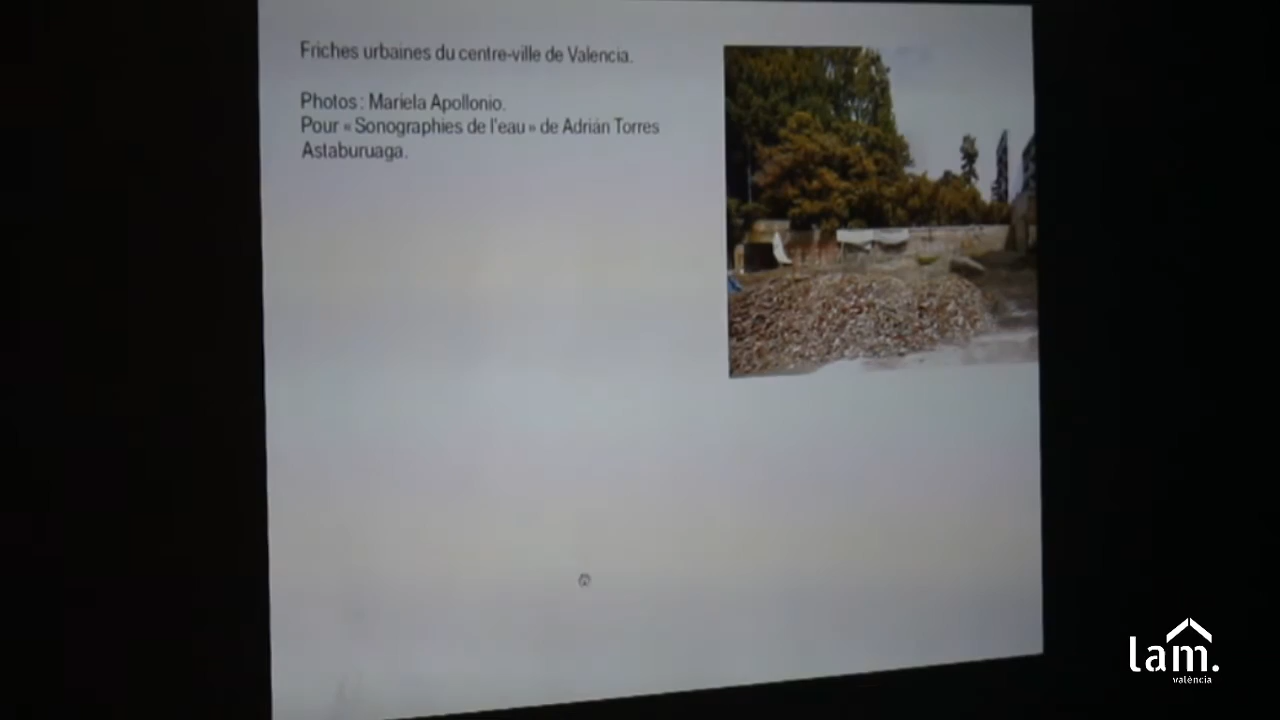 Friches urbaines du centre-ville de Valencia.
Photos : Mariela Apollonio.
Pour « Sonographies de l'eau » de Adrián Torres
Astaburuaga.
lam.
valència